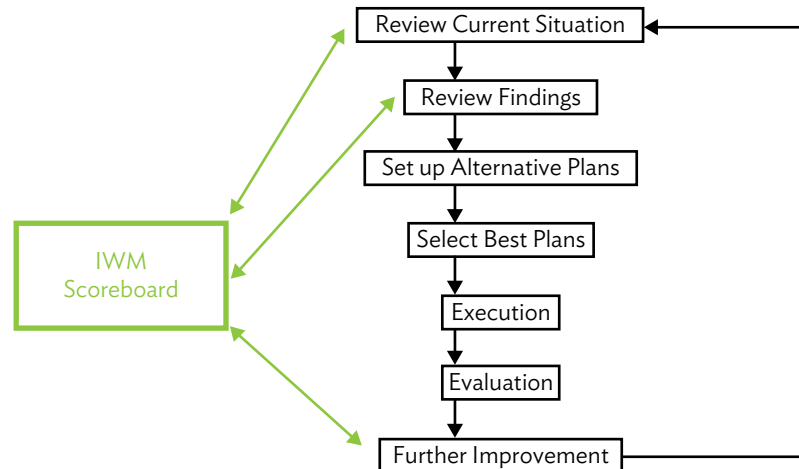 Review Current Situation
Review Findings
Set up Alternative Plans
Select Best Plans
IWM
Scoreboard
Execution
Evaluation
Further Improvement